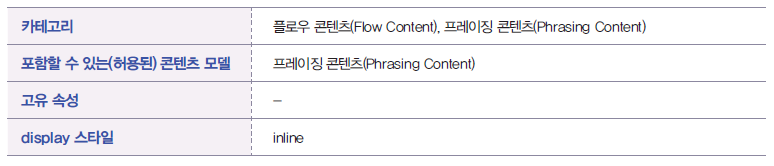 카테고리 플로우 콘텐츠(Flow Content), 프레이징 콘텐츠(Phrasing Content)
포함할 수 있는(허용된) 콘텐츠 모델 프레이징 콘텐츠(Phrasing Content)
고유 속성 –
display 스타일 inline